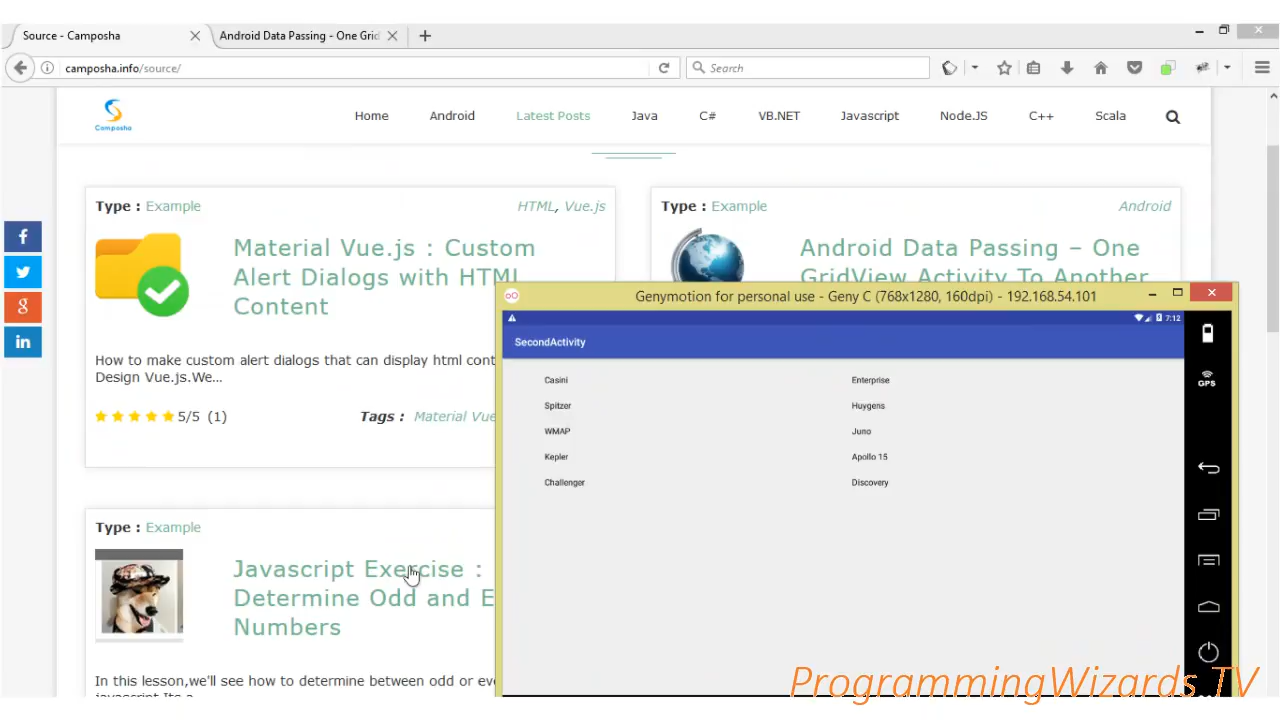 Source - Camposha
Android Data Passing - One Grid
camposha.info/source/
Search
Camposha
Home
Android
Latest Posts
Java
C#
VB.NET
Javascript
Node.JS
C++
Scala
Type : Example
HTML, Vue.js
Material Vue.js : Custom
Alert Dialogs with HTML
Content
How to make custom alert dialogs that can display html cont
Design Vue.js.We...
5/5 (1)
Tags : Material Vue
Type : Example
Android
Android Data Passing – One
GridView Activity To Another
Type : Example
Javascript Exercise :
Determine Odd and E
Numbers
In this lesson,we'll see how to determine between odd or eve
javascript.Its a
Genymotion for personal use - Geny C (768x1280, 160dpi) - 192.168.54.101
7:12
SecondActivity
Casini
Enterprise
Spitzer
Huygens
WMAP
Juno
Kepler
Apollo 15
Challenger
Discovery
GPS
f
g
in
ProgrammingWizards TV